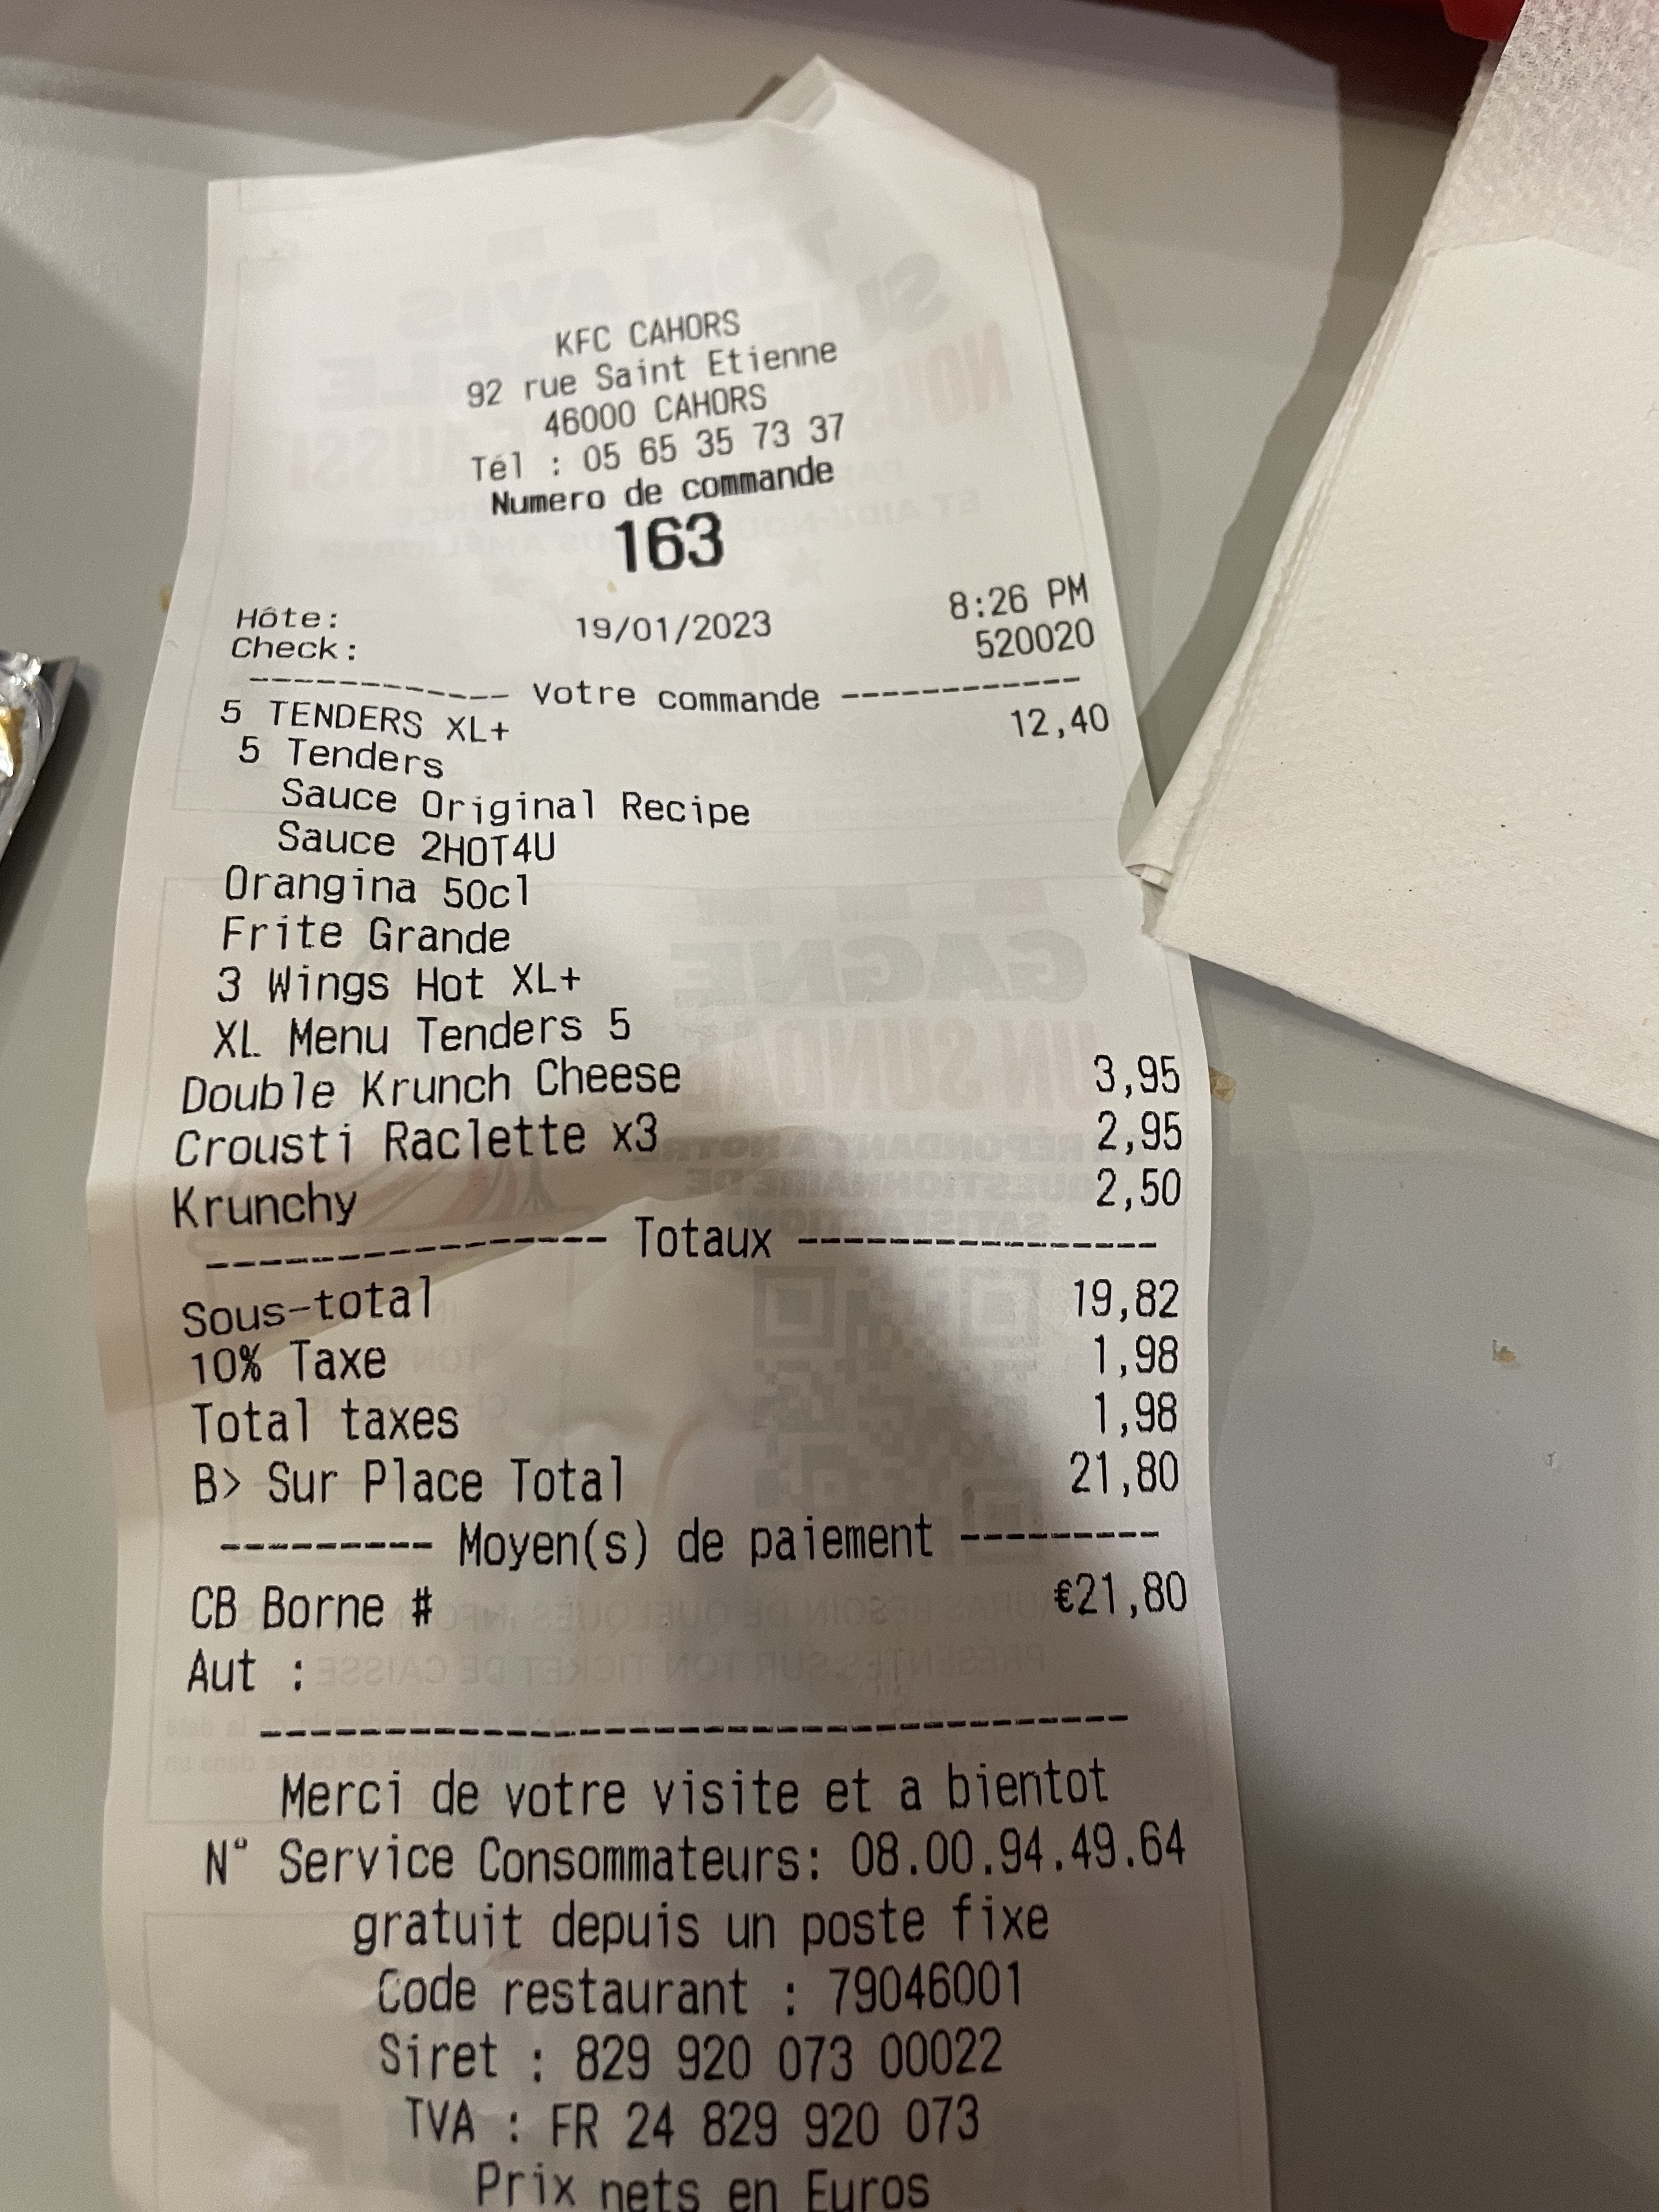 KFC CAHORS
92 rue Saint Etienne
46000 CAHORS
Tél : 05 65 35 73 37
Numero de commande
163
Hôte: 19/01/2023 8:26 PM
Check: 520020
------------ Votre commande ------------
5 TENDERS XL+ 12,40
5 Tenders
Sauce Original Recipe
Sauce 2HOT4U
Orangina 50cl
Frite Grande
3 Wings Hot XL+
XL Menu Tenders 5
Double Krunch Cheese 3,95
Crousti Raclette x3 2,95
Krunchy 2,50
---------------- Totaux ----------------
Sous-total 19,82
10% Taxe 1,98
Total taxes 1,98
B> Sur Place Total 21,80
--------- Moyen(s) de paiement ---------
CB Borne # €21,80
Aut :
----------------------------------------
Merci de votre visite et a bientot
N° Service Consommateurs: 08.00.94.49.64
gratuit depuis un poste fixe
Code restaurant : 79046001
Siret : 829 920 073 00022
TVA : FR 24 829 920 073
Prix nets en Euros